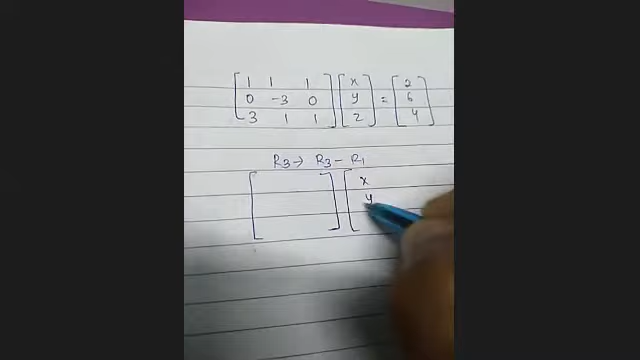 [1 1 1] [x] = [2]
[0 -3 0] [y] [6]
[3 1 1] [z] [4]
R3 → R3 - R1
[ ] [x
y